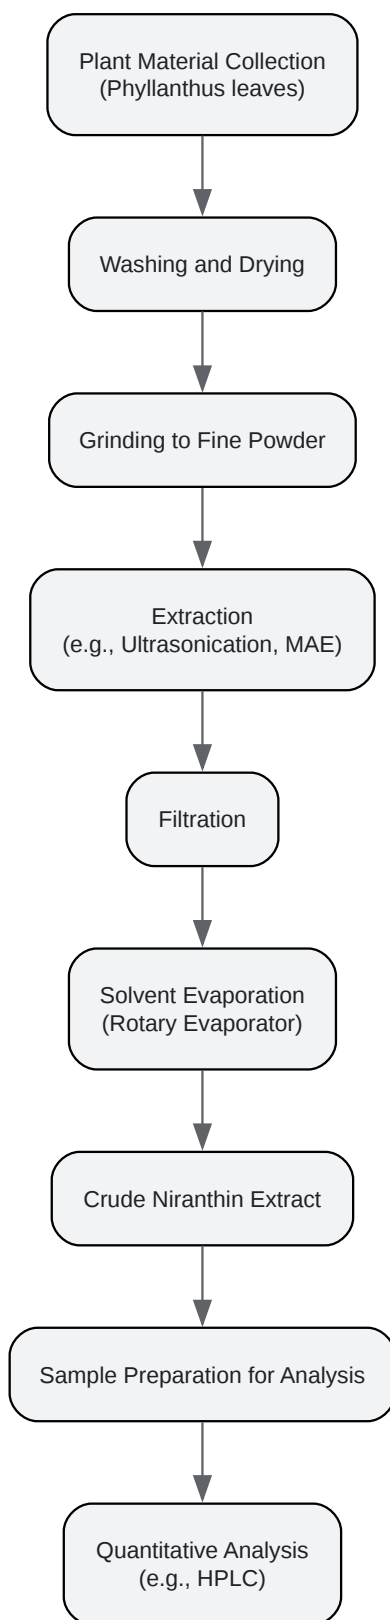 Plant Material Collection
(Phyllanthus leaves)
Washing and Drying
Grinding to Fine Powder
Extraction
(e.g., Ultrasonication, MAE)
Filtration
Solvent Evaporation
(Rotary Evaporator)
Crude Niranthin Extract
Sample Preparation for Analysis
Quantitative Analysis
(e.g., HPLC)